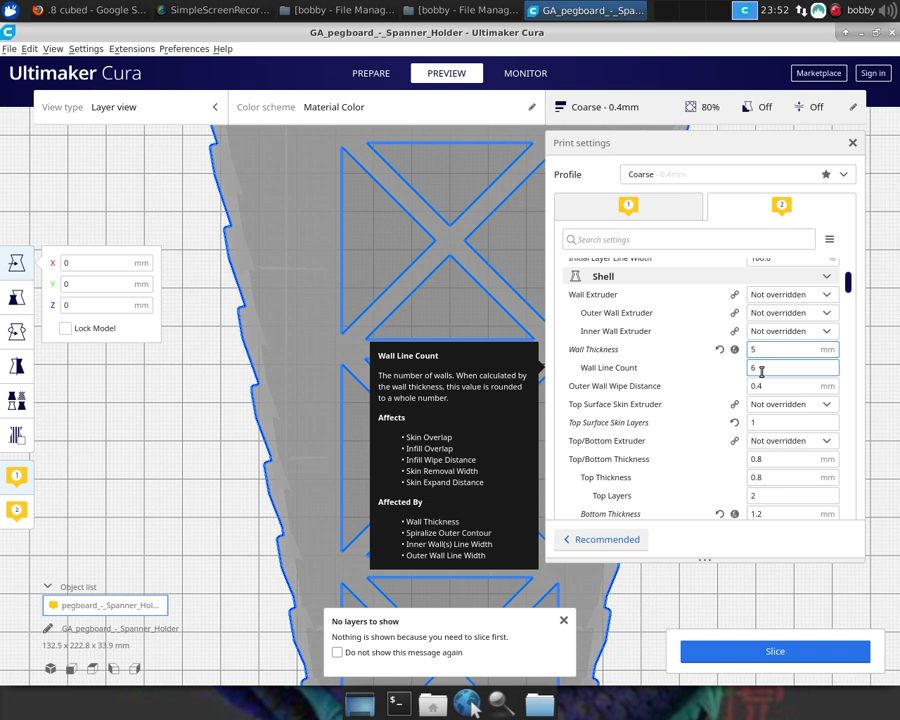 .8 cubed - Google S...
SimpleScreenRecor...
[bobby - File Manag...
[bobby - File Manag...
GA_pegboard_-_Spa...
23:52
bobby
GA_pegboard_-_Spanner_Holder - Ultimaker Cura
File Edit View Settings Extensions Preferences Help
Ultimaker Cura
PREPARE
PREVIEW
MONITOR
Marketplace
Sign in
View type Layer view
Color scheme Material Color
Coarse - 0.4mm
80%
Off
Off
Print settings
Profile
Coarse 0.4mm
1
2
Search settings
Initial Layer Line Width 100.0 %
Shell
Wall Extruder Not overridden
Outer Wall Extruder Not overridden
Inner Wall Extruder Not overridden
Wall Thickness 5 mm
Wall Line Count 6
Outer Wall Wipe Distance 0.4 mm
Top Surface Skin Extruder Not overridden
Top Surface Skin Layers 1
Top/Bottom Extruder Not overridden
Top/Bottom Thickness 0.8 mm
Top Thickness 0.8 mm
Top Layers 2
Bottom Thickness 1.2 mm
Recommended
X 0 mm
Y 0 mm
Z 0 mm
Lock Model
1
2
Wall Line Count
The number of walls. When calculated by
the wall thickness, this value is rounded
to a whole number.
Affects
• Skin Overlap
• Infill Overlap
• Infill Wipe Distance
• Skin Removal Width
• Skin Expand Distance
Affected By
• Wall Thickness
• Spiralize Outer Contour
• Inner Wall(s) Line Width
• Outer Wall Line Width
Object list
pegboard_-_Spanner_Hol...
GA_pegboard_-_Spanner_Holder
132.5 x 222.8 x 33.9 mm
No layers to show
Nothing is shown because you need to slice first.
Do not show this message again
Slice